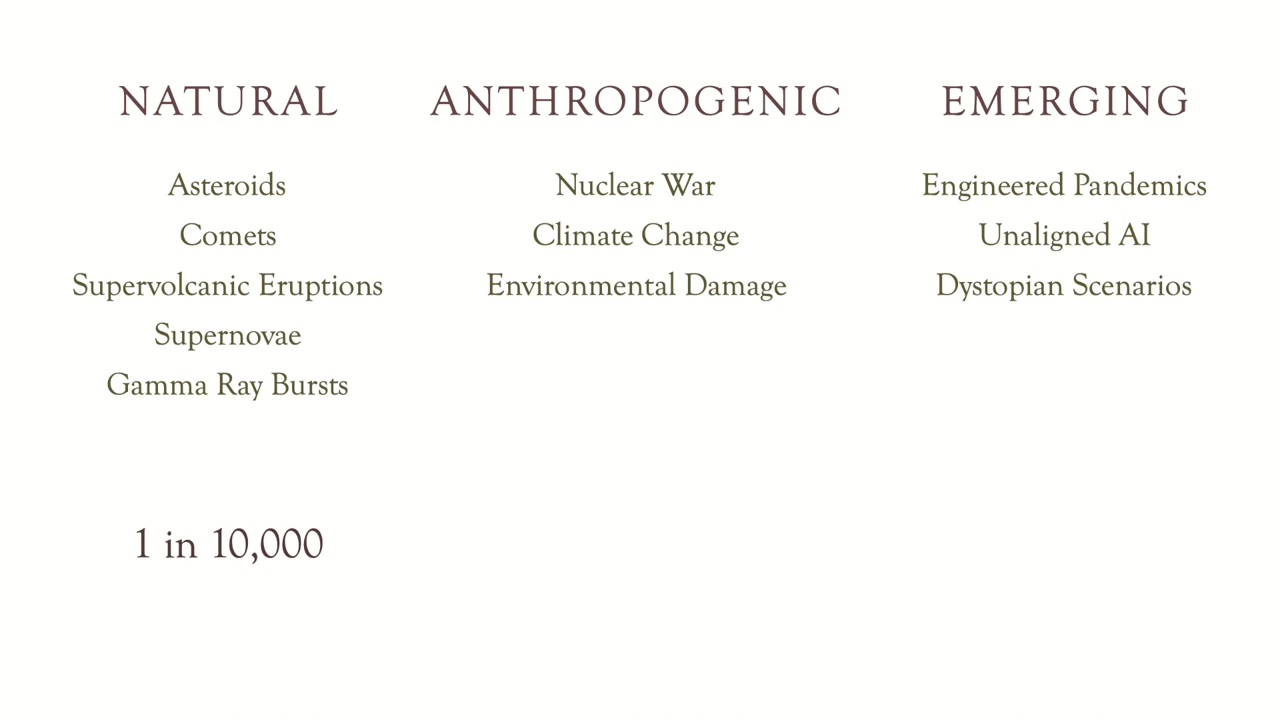 NATURAL
Asteroids
Comets
Supervolcanic Eruptions
Supernovae
Gamma Ray Bursts
1 in 10,000
ANTHROPOGENIC
Nuclear War
Climate Change
Environmental Damage
EMERGING
Engineered Pandemics
Unaligned AI
Dystopian Scenarios